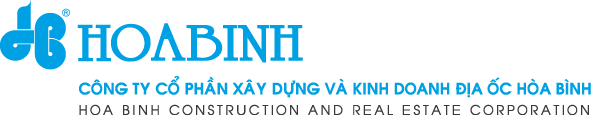 ® HOABINH
CÔNG TY CỔ PHẦN XÂY DỰNG VÀ KINH DOANH ĐỊA ỐC HÒA BÌNH
HOA BINH CONSTRUCTION AND REAL ESTATE CORPORATION